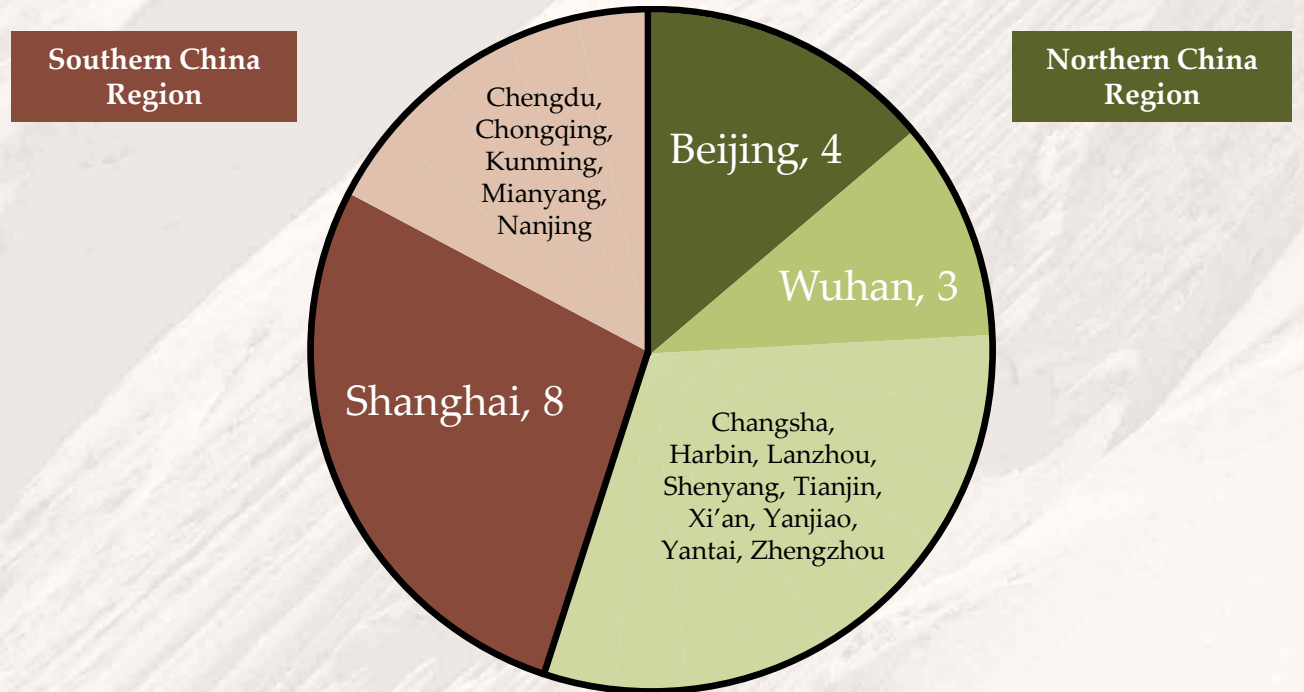 Southern China
Region
Northern China
Region
Chengdu,
Chongqing,
Kunming,
Mianyang,
Nanjing
Beijing, 4
Wuhan, 3
Shanghai, 8
Changsha,
Harbin, Lanzhou,
Shenyang, Tianjin,
Xi’an, Yanjiao,
Yantai, Zhengzhou